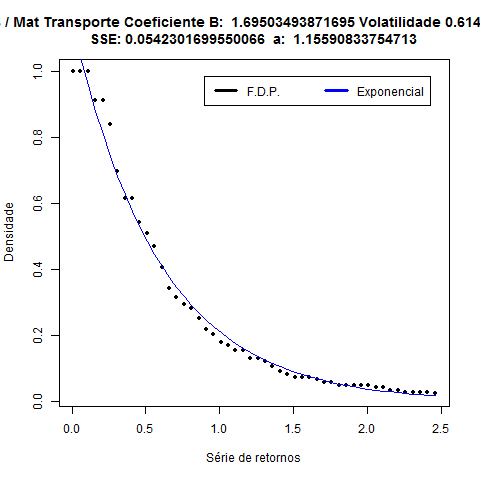 / Mat Transporte Coeficiente B: 1.69503493871695 Volatilidade 0.614
SSE: 0.0542301699550066 a: 1.15590833754713
F.D.P. Exponencial
1.0
0.8
0.6
0.4
0.2
0.0
Densidade
0.0 0.5 1.0 1.5 2.0 2.5
Série de retornos